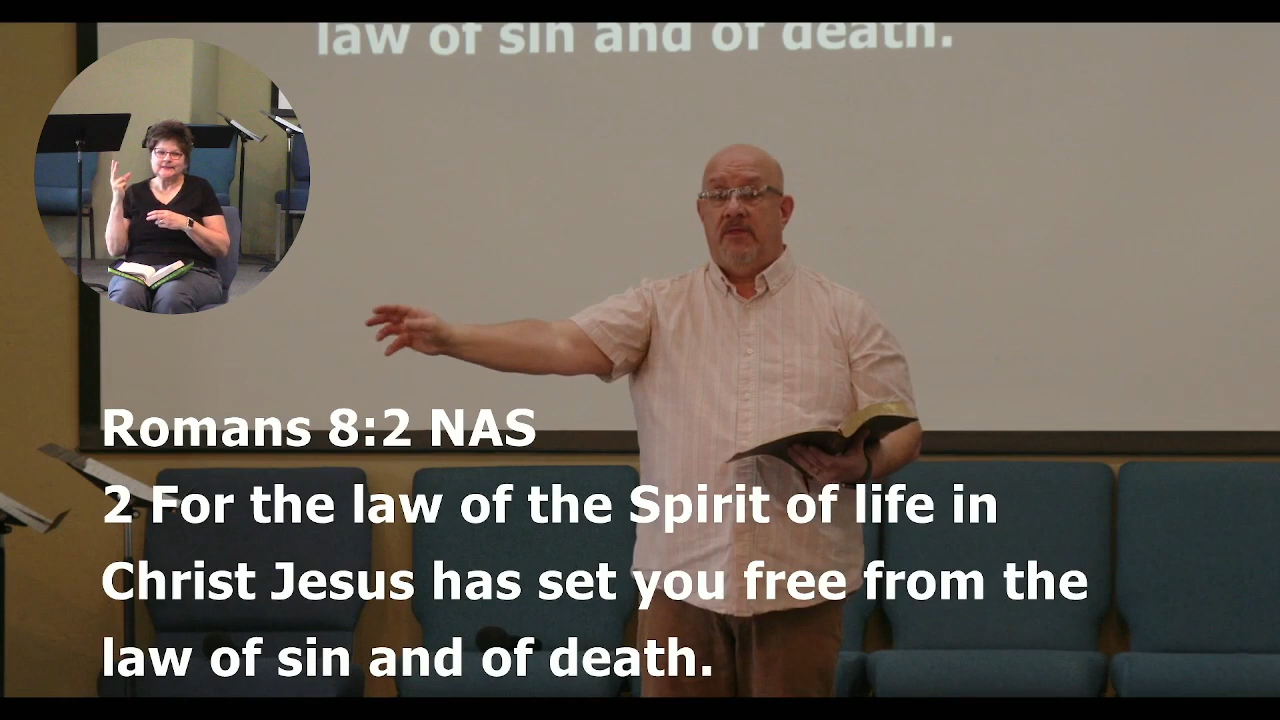 law of sin and of death.
Romans 8:2 NAS
2 For the law of the Spirit of life in
Christ Jesus has set you free from the
law of sin and of death.